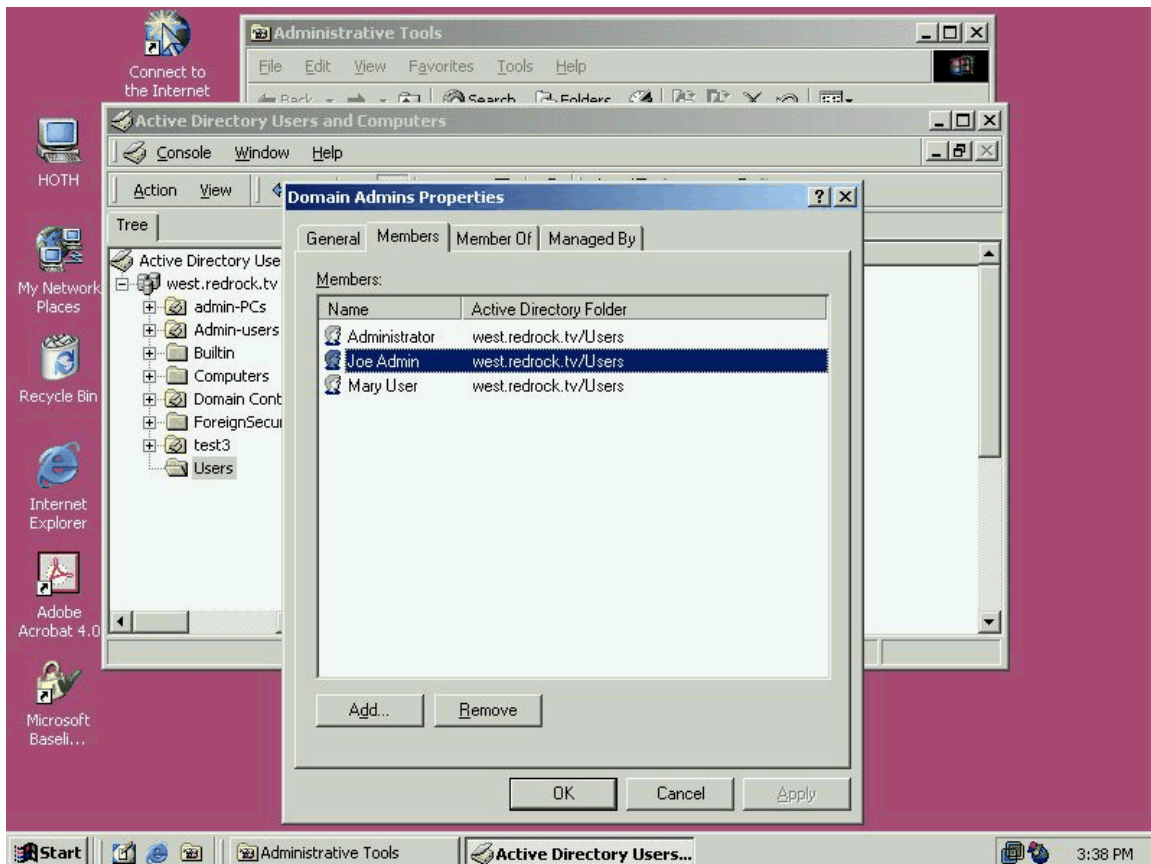 Connect to
the Internet
HOTH
My Network
Places
Recycle Bin
Internet
Explorer
Adobe
Acrobat 4.0
Microsoft
Baseli...
Administrative Tools
File Edit View Favorites Tools Help
Back Search Folders
Active Directory Users and Computers
Console Window Help
Action View
Tree
Active Directory Use
west.redrock.tv
admin-PCs
Admin-users
Builtin
Computers
Domain Cont
ForeignSecur
test3
Users
Domain Admins Properties
General Members Member Of Managed By
Members:
Name Active Directory Folder
Administrator west.redrock.tv/Users
Joe Admin west.redrock.tv/Users
Mary User west.redrock.tv/Users
Add... Remove
OK Cancel Apply
Start Administrative Tools Active Directory Users... 3:38 PM